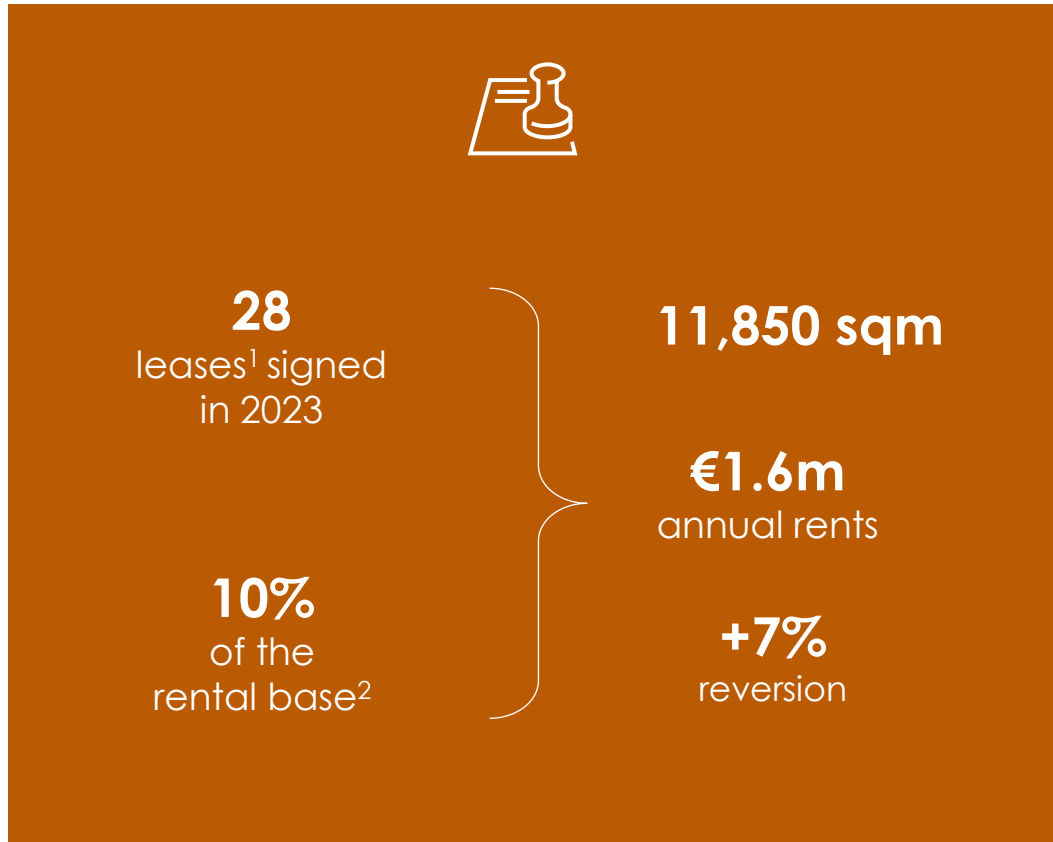 28
leases¹ signed
in 2023
10%
of the
rental base²
11,850 sqm
€1.6m
annual rents
+7%
reversion